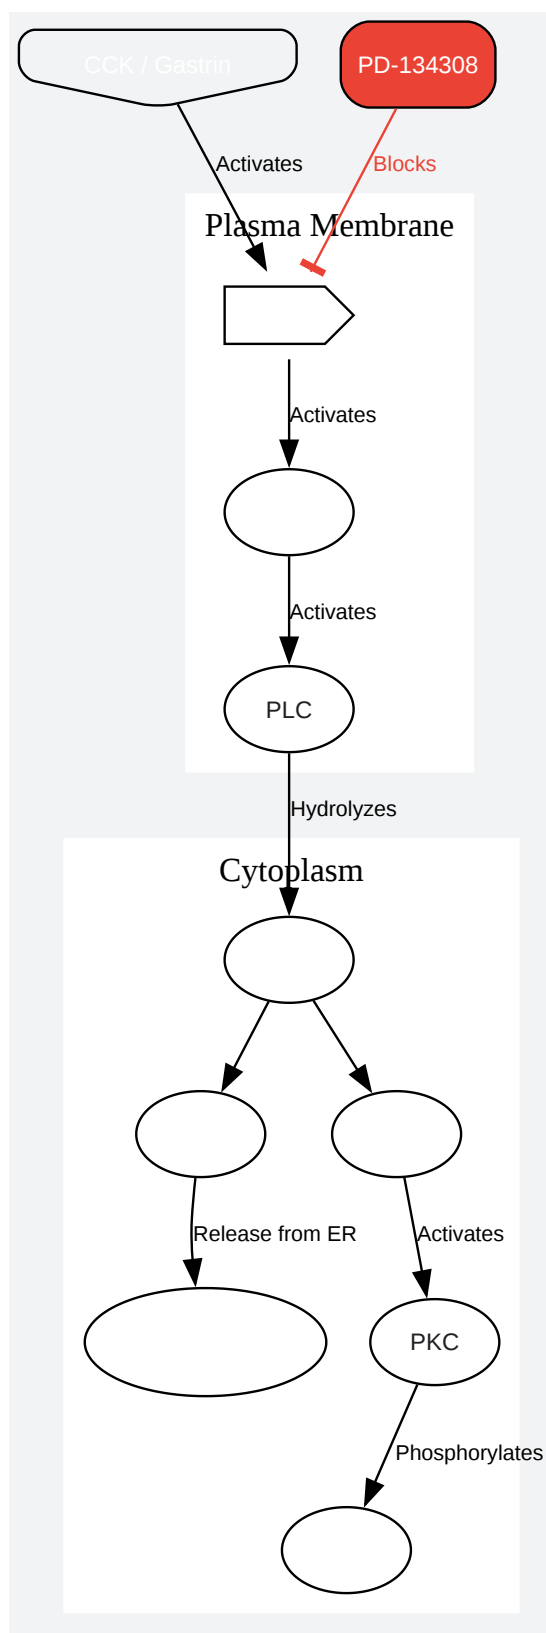 CCK / Gastrin
PD-134308
Activates
Blocks
Plasma Membrane
Activates
Activates
PLC
Hydrolyzes
Cytoplasm
Release from ER
Activates
PKC
Phosphorylates